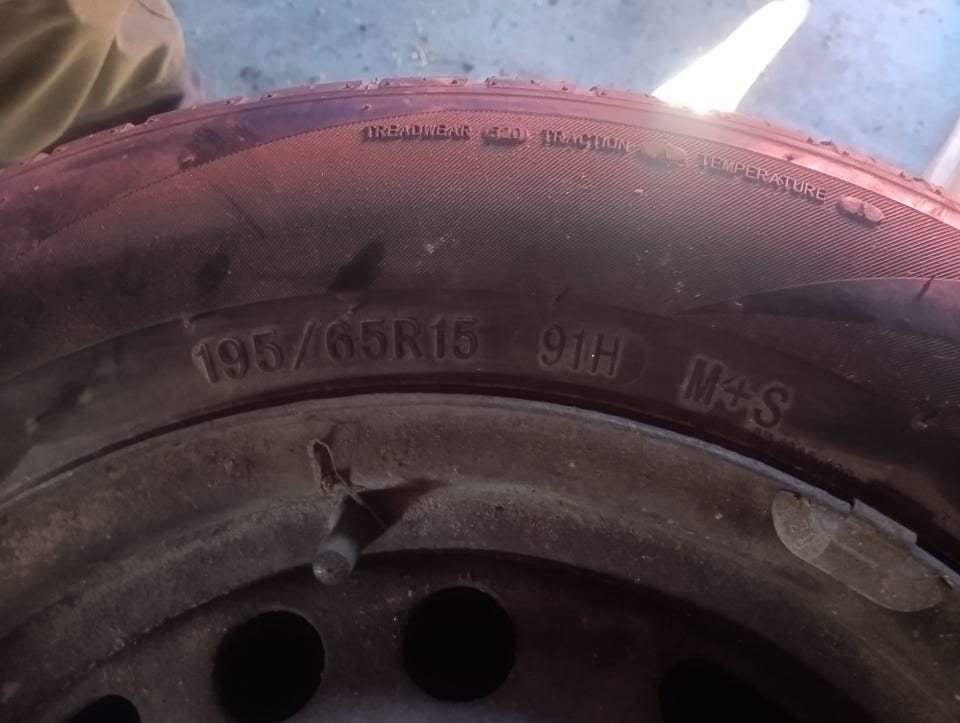 TREADWEAR 320 TRACTION A TEMPERATURE A
195/65R15 91H M+S